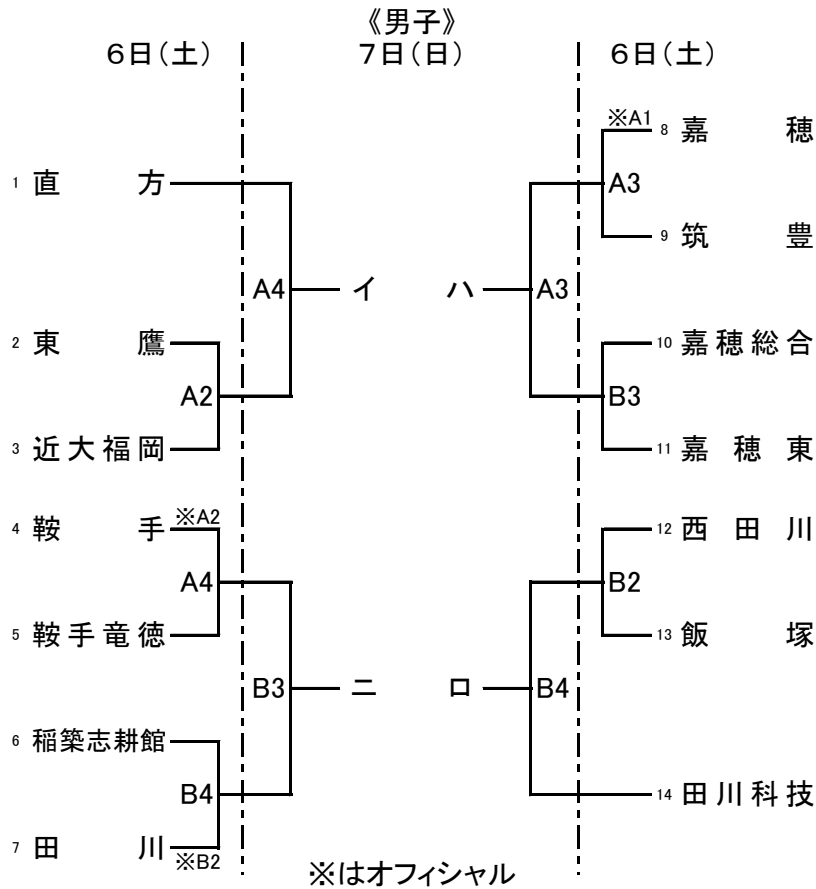 《男子》
6日(土) 7日(日) 6日(土)
※A1
8 嘉穂
1 直方
A3
9 筑豊
A4 イ ハ A3
2 東鷹
10 嘉穂総合
A2
B3
3 近大福岡
11 嘉穂東
※A2
4 鞍手
12 西田川
A4
B2
5 鞍手竜徳
13 飯塚
B3 ニ ロ B4
6 稲築志耕館
B4
14 田川科技
7 田川
※B2
※はオフィシャル